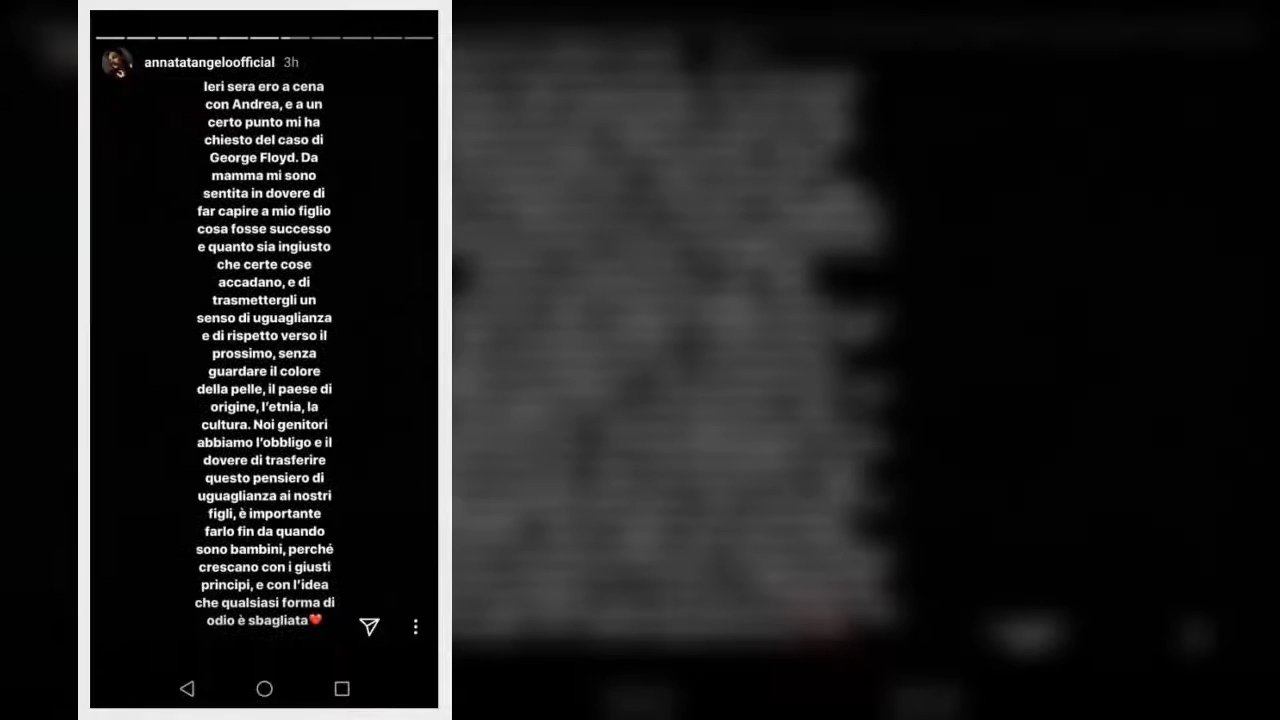 annatatangeloofficial 3h
Ieri sera ero a cena
con Andrea, e a un
certo punto mi ha
chiesto del caso di
George Floyd. Da
mamma mi sono
sentita in dovere di
far capire a mio figlio
cosa fosse successo
e quanto sia ingiusto
che certe cose
accadano, e di
trasmettergli un
senso di uguaglianza
e di rispetto verso il
prossimo, senza
guardare il colore
della pelle, il paese di
origine, l'etnia, la
cultura. Noi genitori
abbiamo l'obbligo e il
dovere di trasferire
questo pensiero di
uguaglianza ai nostri
figli, è importante
farlo fin da quando
sono bambini, perché
crescano con i giusti
principi, e con l'idea
che qualsiasi forma di
odio è sbagliata❤️